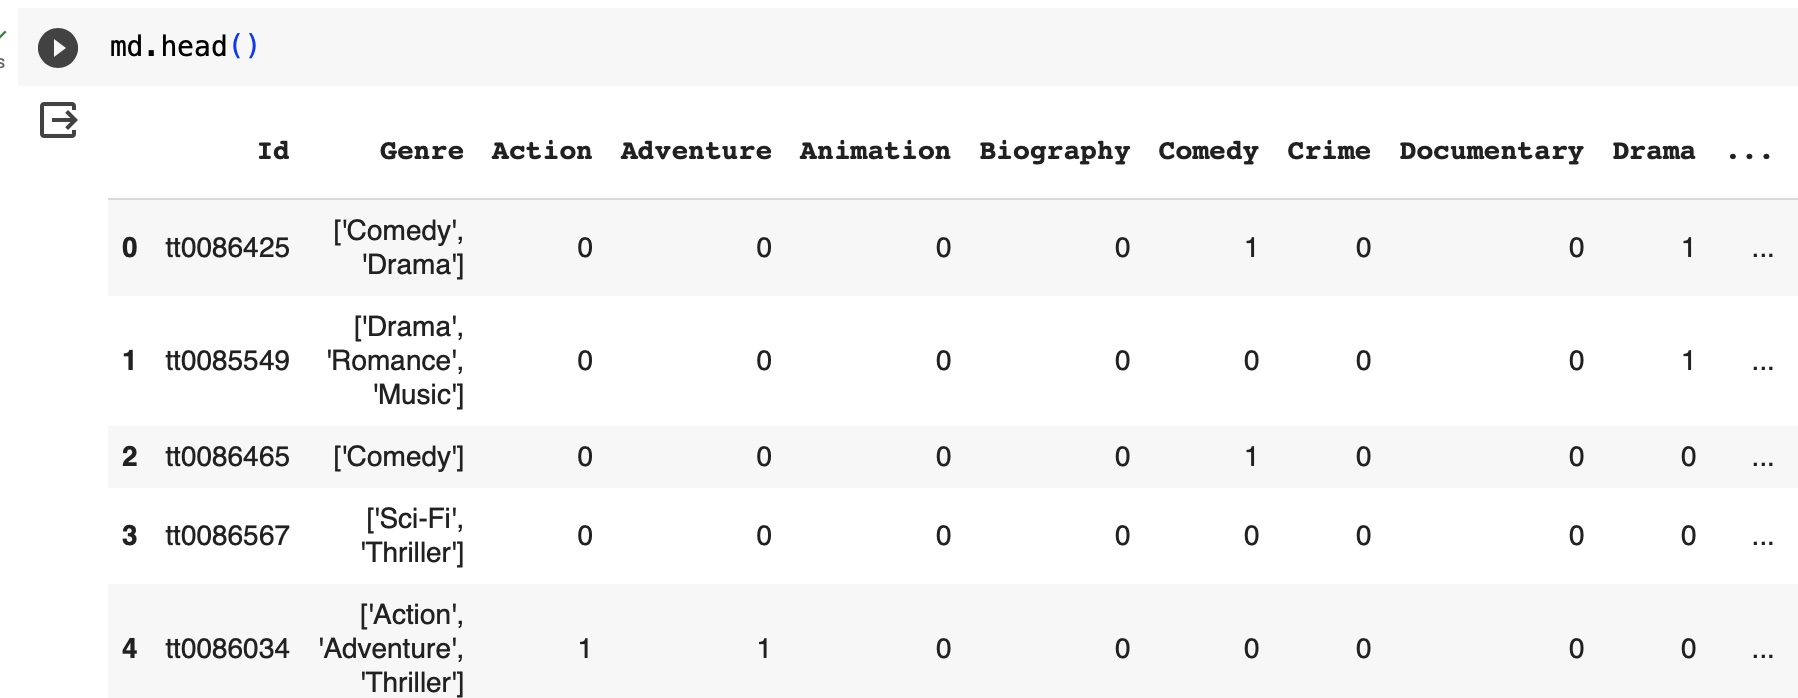 md.head()
s
Id Genre Action Adventure Animation Biography Comedy Crime Documentary Drama ...
0 tt0086425 ['Comedy', 'Drama'] 0 0 0 0 1 0 0 1 ...
1 tt0085549 ['Drama', 'Romance', 'Music'] 0 0 0 0 0 0 0 1 ...
2 tt0086465 ['Comedy'] 0 0 0 0 1 0 0 0 ...
3 tt0086567 ['Sci-Fi', 'Thriller'] 0 0 0 0 0 0 0 0 ...
4 tt0086034 ['Action', 'Adventure', 'Thriller'] 1 1 0 0 0 0 0 0 ...